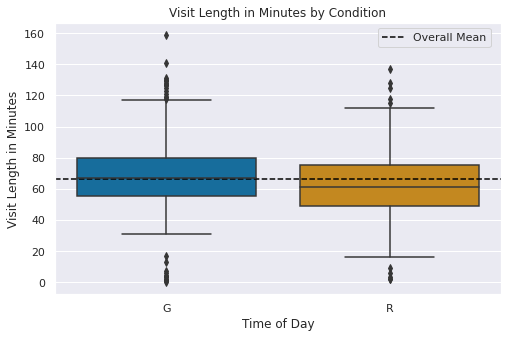 Visit Length in Minutes by Condition
Overall Mean
160
140
120
100
80
60
40
20
0
Visit Length in Minutes
G
R
Time of Day